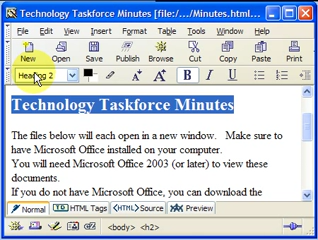 Technology Taskforce Minutes [file:/.../Minutes.html...
File Edit View Insert Format Table Tools Window Help
New Open Save Publish Browse Cut Copy Past
Heading 2 A A B I U
Technology Taskforce Minutes
The files below will each open in a new window. Make sure to
have Microsoft Office installed on your computer.
You will need Microsoft Office 2003 (or later) to view these
documents.
If you do not have Microsoft Office, you can download the
Normal TD HTML Tags <HTML> Source Preview
<body> <h2>